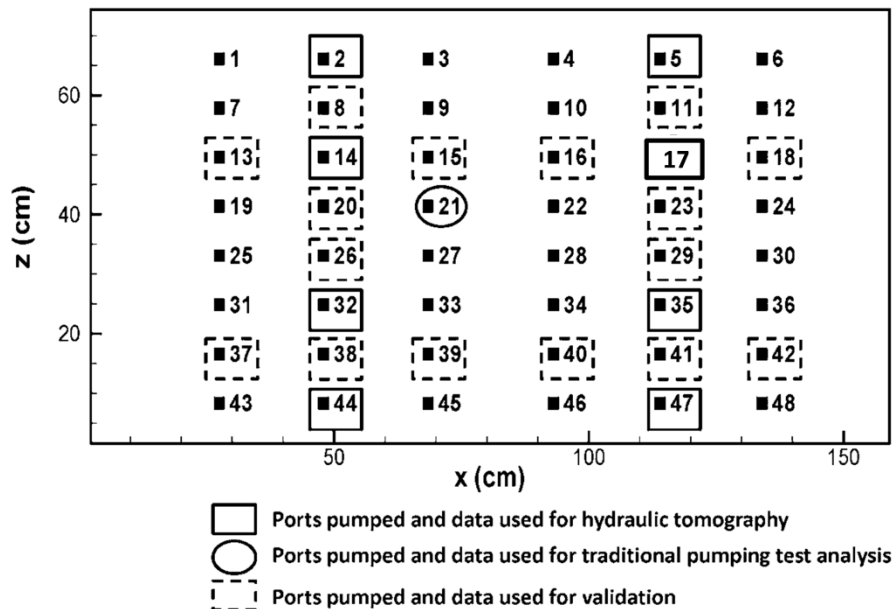 1 2 3 4 5 6
60
7 8 9 10 11 12
13 14 15 16 17 18
z (cm)
40
19 20 21 22 23 24
25 26 27 28 29 30
31 32 33 34 35 36
20
37 38 39 40 41 42
43 44 45 46 47 48
50 100 150
x (cm)
Ports pumped and data used for hydraulic tomography
Ports pumped and data used for traditional pumping test analysis
Ports pumped and data used for validation